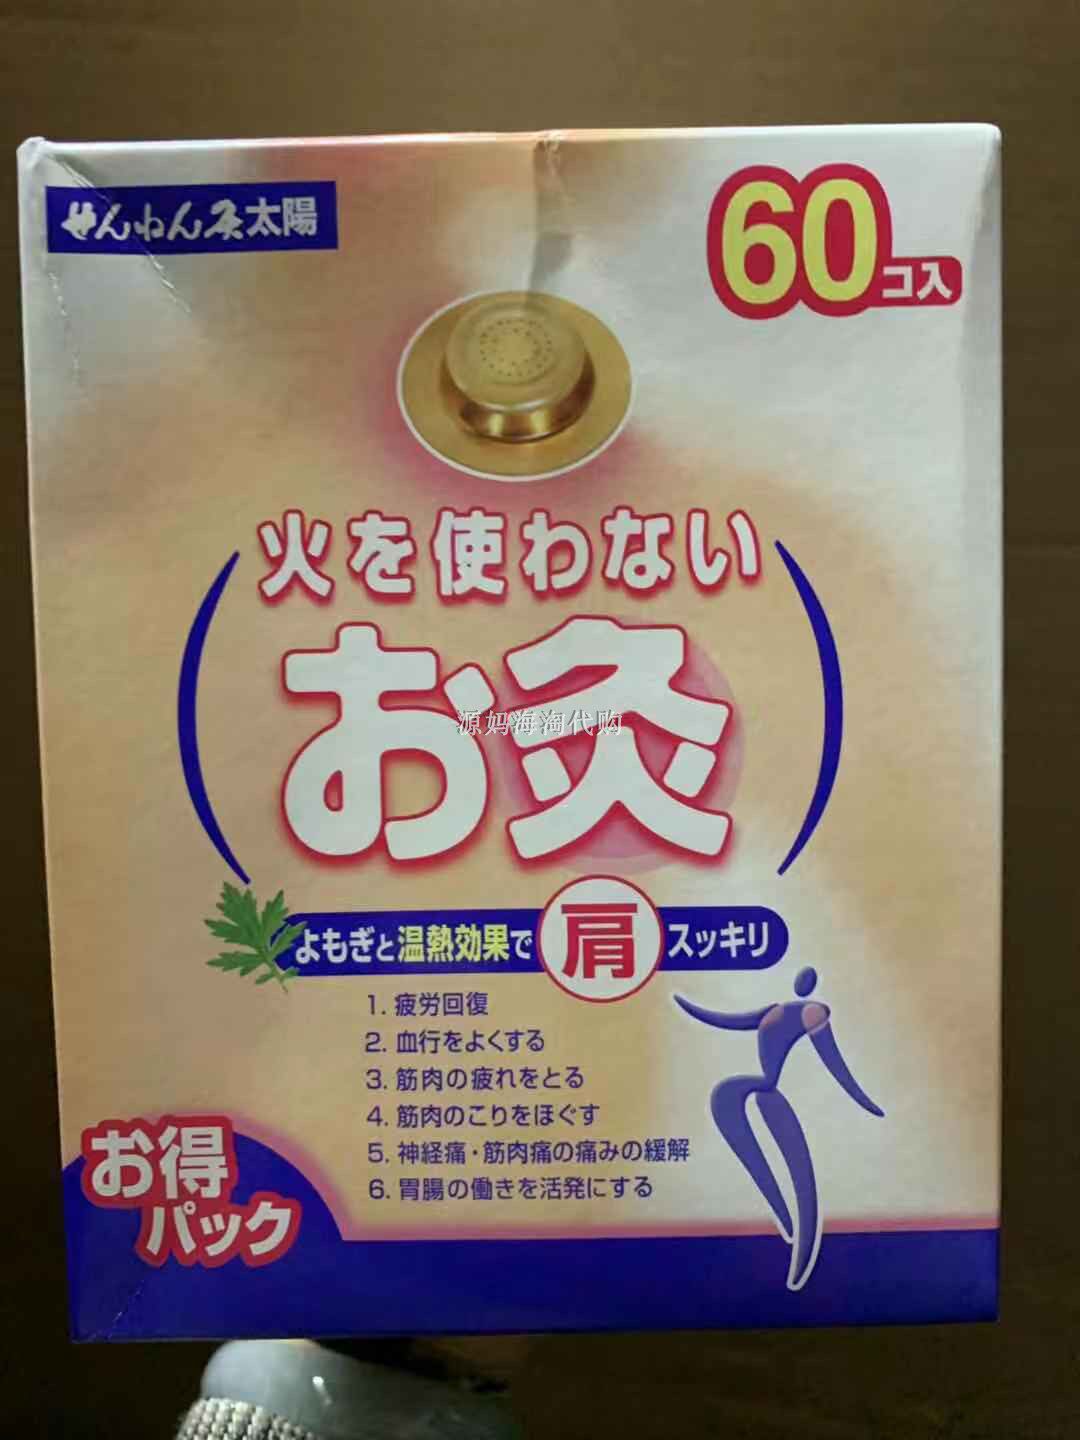 せんねん灸太陽
60コ入
火を使わない
お灸
源妈海淘代购
よもぎと温熱効果で肩スッキリ
1. 疲労回復
2. 血行をよくする
3. 筋肉の疲れをとる
4. 筋肉のこりをほぐす
5. 神経痛・筋肉痛の痛みの緩解
6. 胃腸の働きを活発にする
お得
パック